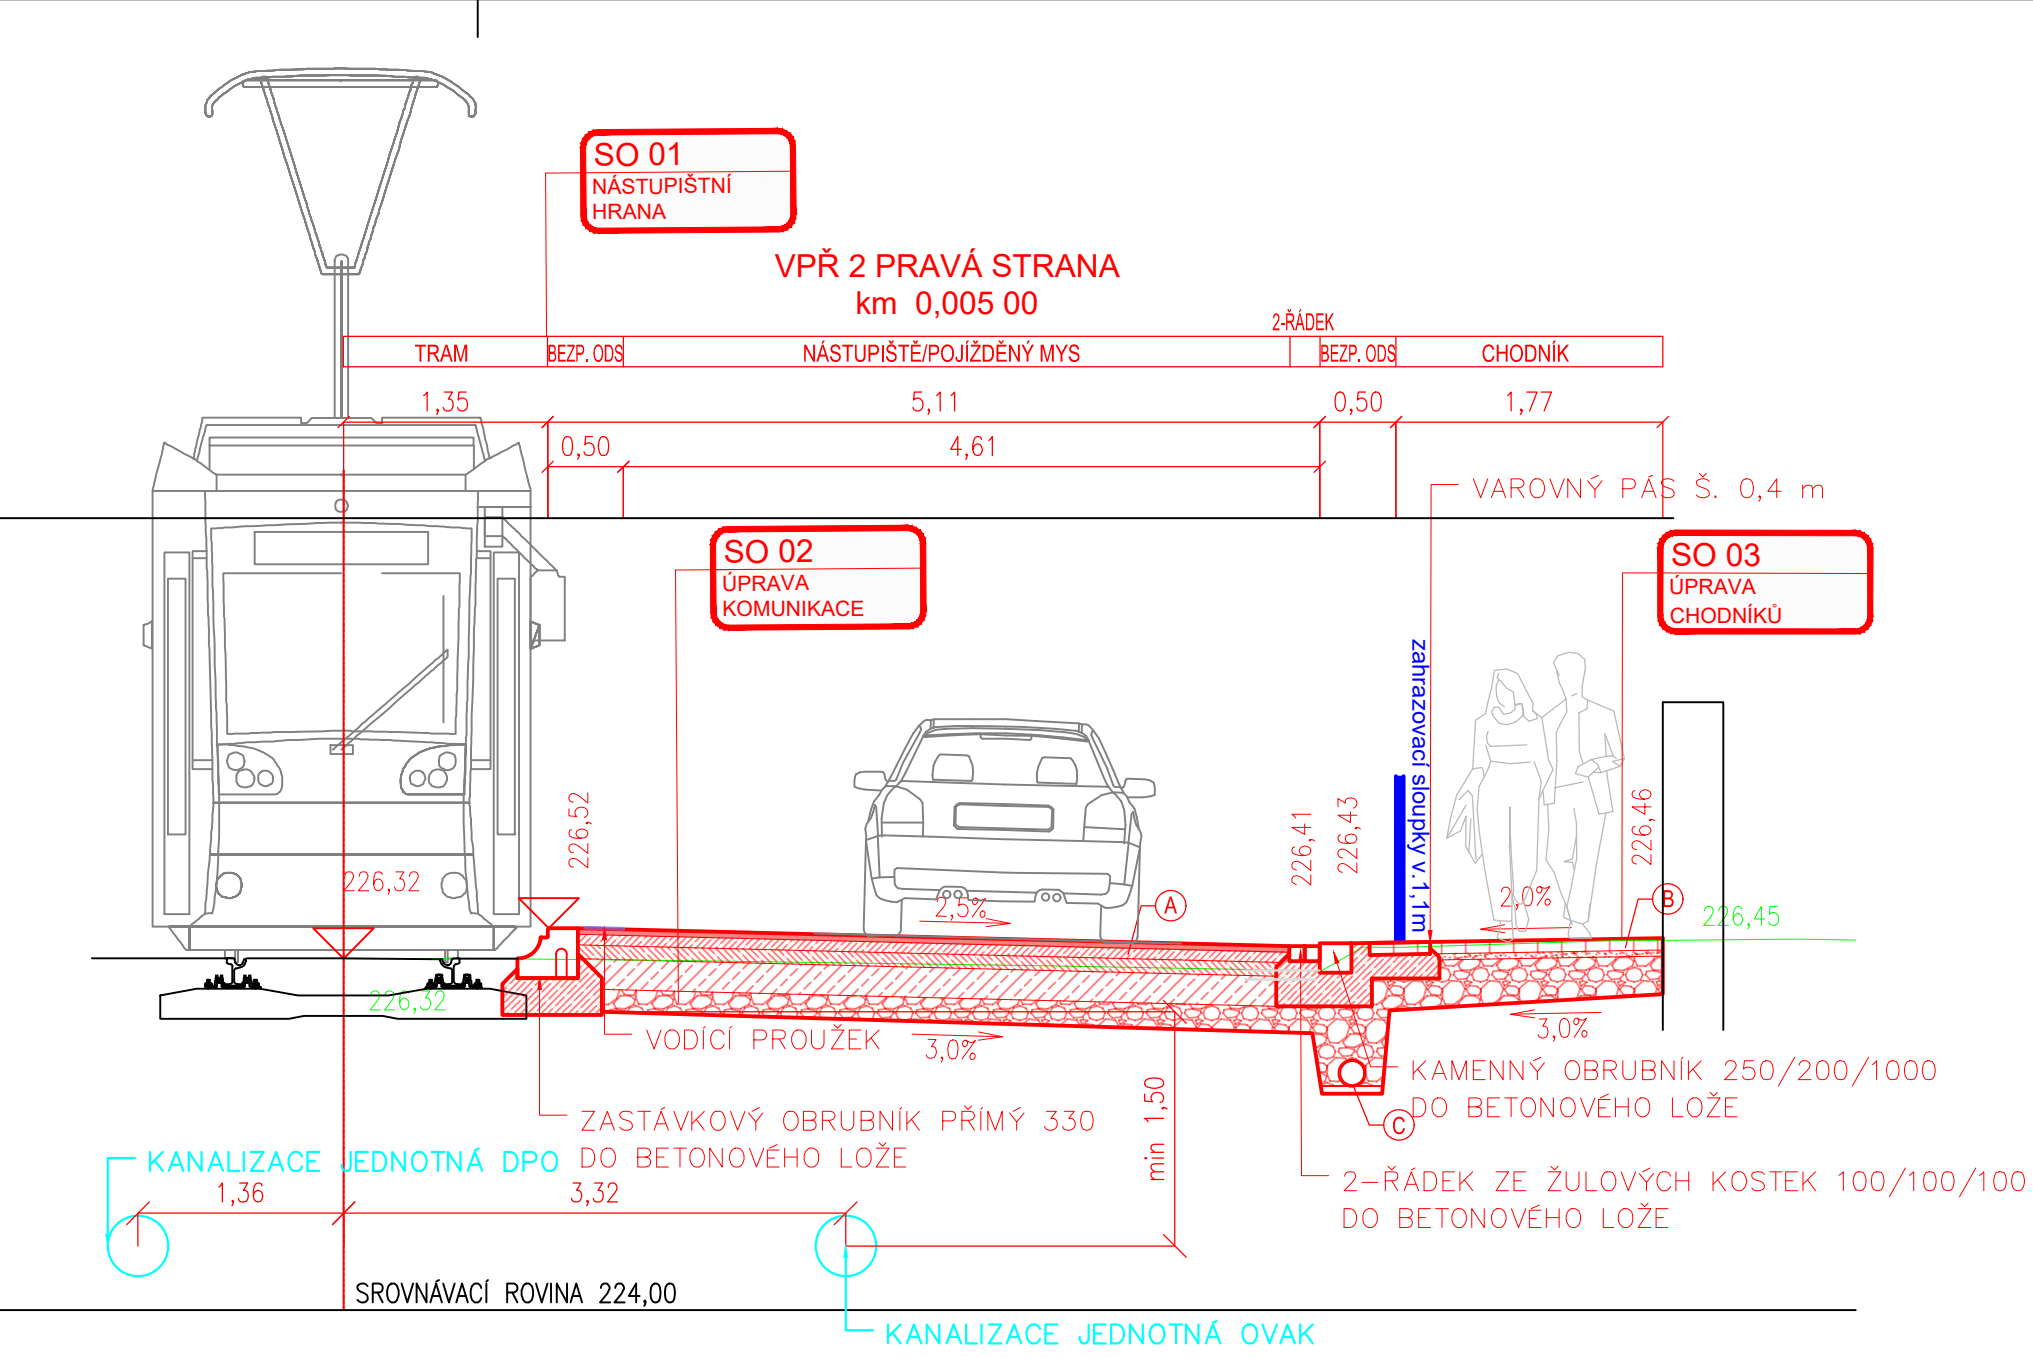 SO 01
NÁSTUPIŠTNÍ
HRANA
VPŘ 2 PRAVÁ STRANA
km 0,005 00
2-ŘÁDEK
TRAM
BEZP. ODS
NÁSTUPIŠTĚ/POJÍŽDĚNÝ MYS
BEZP. ODS
CHODNÍK
1,35
5,11
0,50
1,77
0,50
4,61
VAROVNÝ PÁS Š. 0,4 m
SO 02
ÚPRAVA
KOMUNIKACE
SO 03
ÚPRAVA
CHODNÍKŮ
zahrazovací sloupky v.1,1m
226,52
226,41
226,43
226,46
226,32
2,5%
A
2,0%
B
226,45
226,32
VODÍCÍ PROUŽEK
3,0%
3,0%
KAMENNÝ OBRUBNÍK 250/200/1000
DO BETONOVÉHO LOŽE
C
min 1,50
ZASTÁVKOVÝ OBRUBNÍK PŘÍMÝ 330
DO BETONOVÉHO LOŽE
KANALIZACE JEDNOTNÁ DPO
2-ŘÁDEK ZE ŽULOVÝCH KOSTEK 100/100/100
DO BETONOVÉHO LOŽE
1,36
3,32
SROVNÁVACÍ ROVINA 224,00
KANALIZACE JEDNOTNÁ OVAK